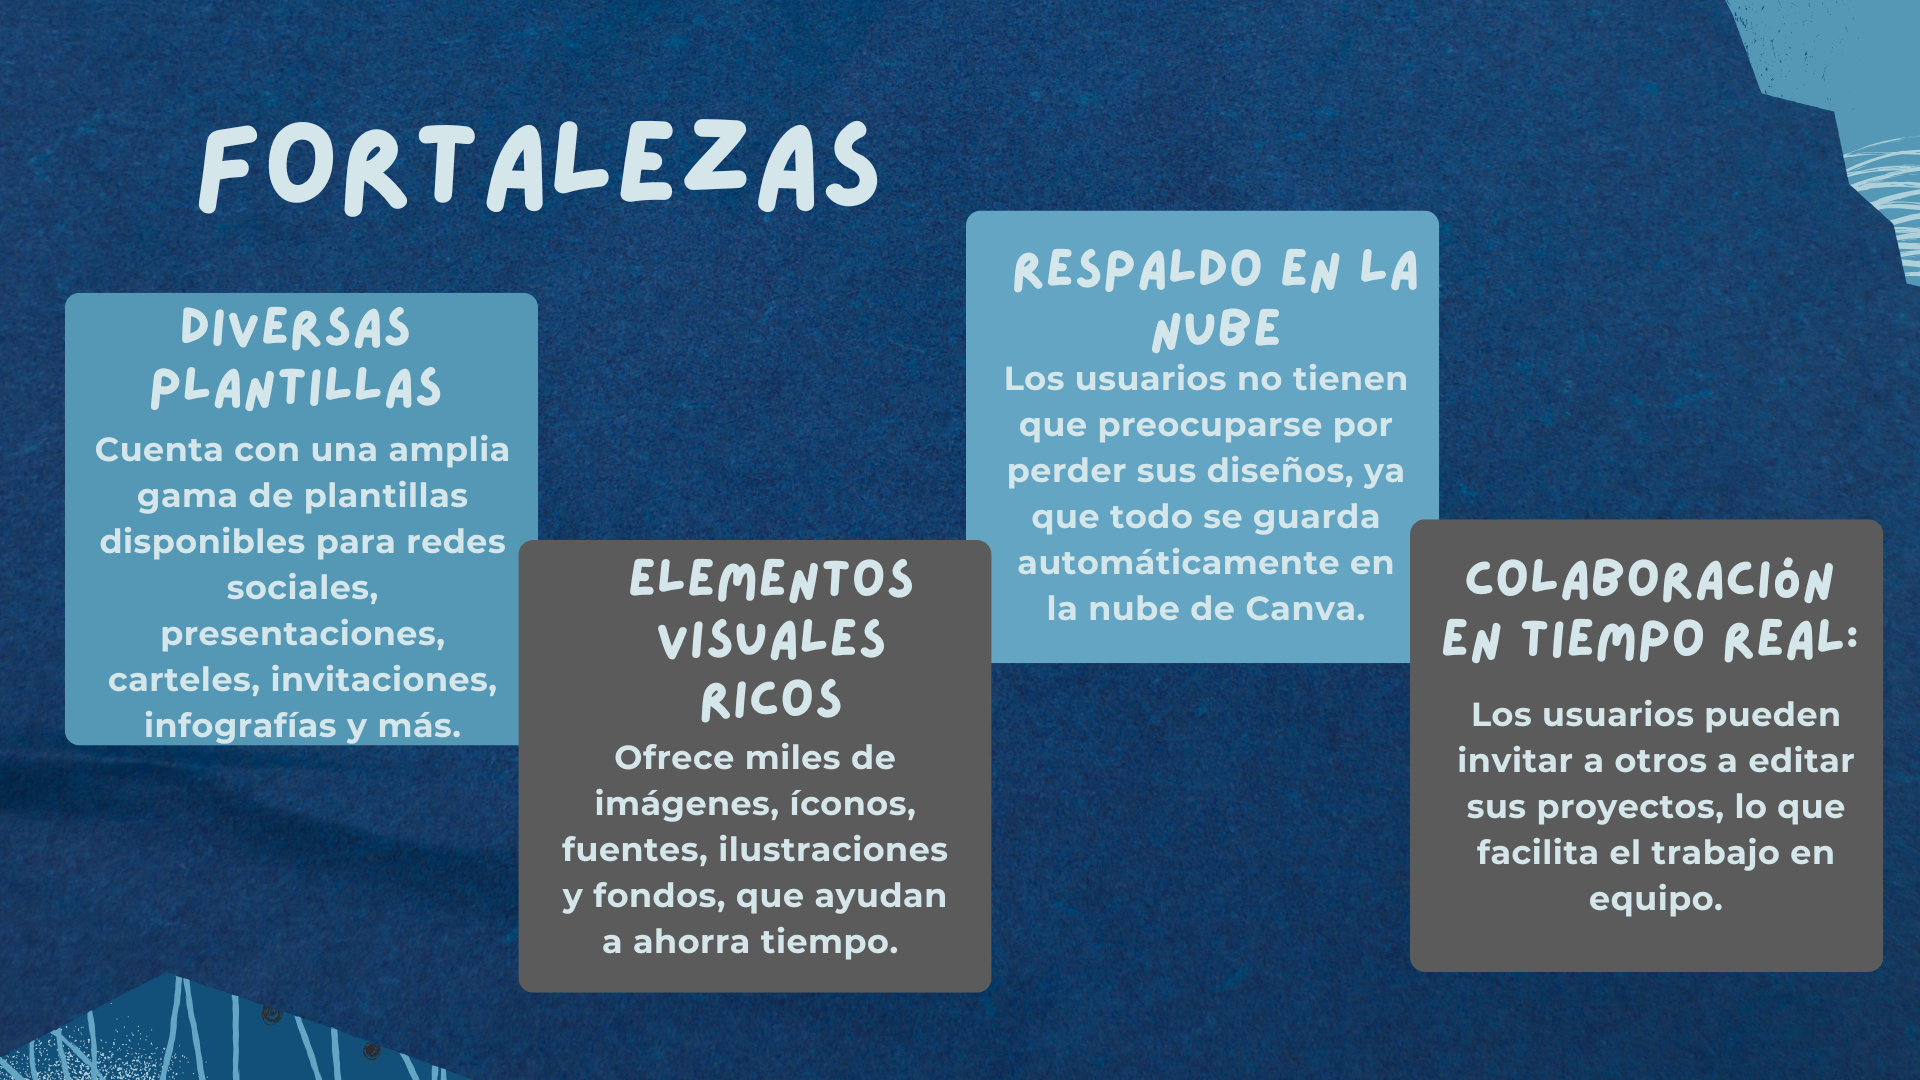 FORTALEZAS
DIVERSAS
PLANTILLAS
Cuenta con una amplia
gama de plantillas
disponibles para redes
sociales,
presentaciones,
carteles, invitaciones,
infografías y más.
ELEMENTOS
VISUALES
RICOS
Ofrece miles de
imágenes, íconos,
fuentes, ilustraciones
y fondos, que ayudan
a ahorra tiempo.
RESPALDO EN LA
NUBE
Los usuarios no tienen
que preocuparse por
perder sus diseños, ya
que todo se guarda
automáticamente en
la nube de Canva.
COLABORACIÓN
EN TIEMPO REAL:
Los usuarios pueden
invitar a otros a editar
sus proyectos, lo que
facilita el trabajo en
equipo.